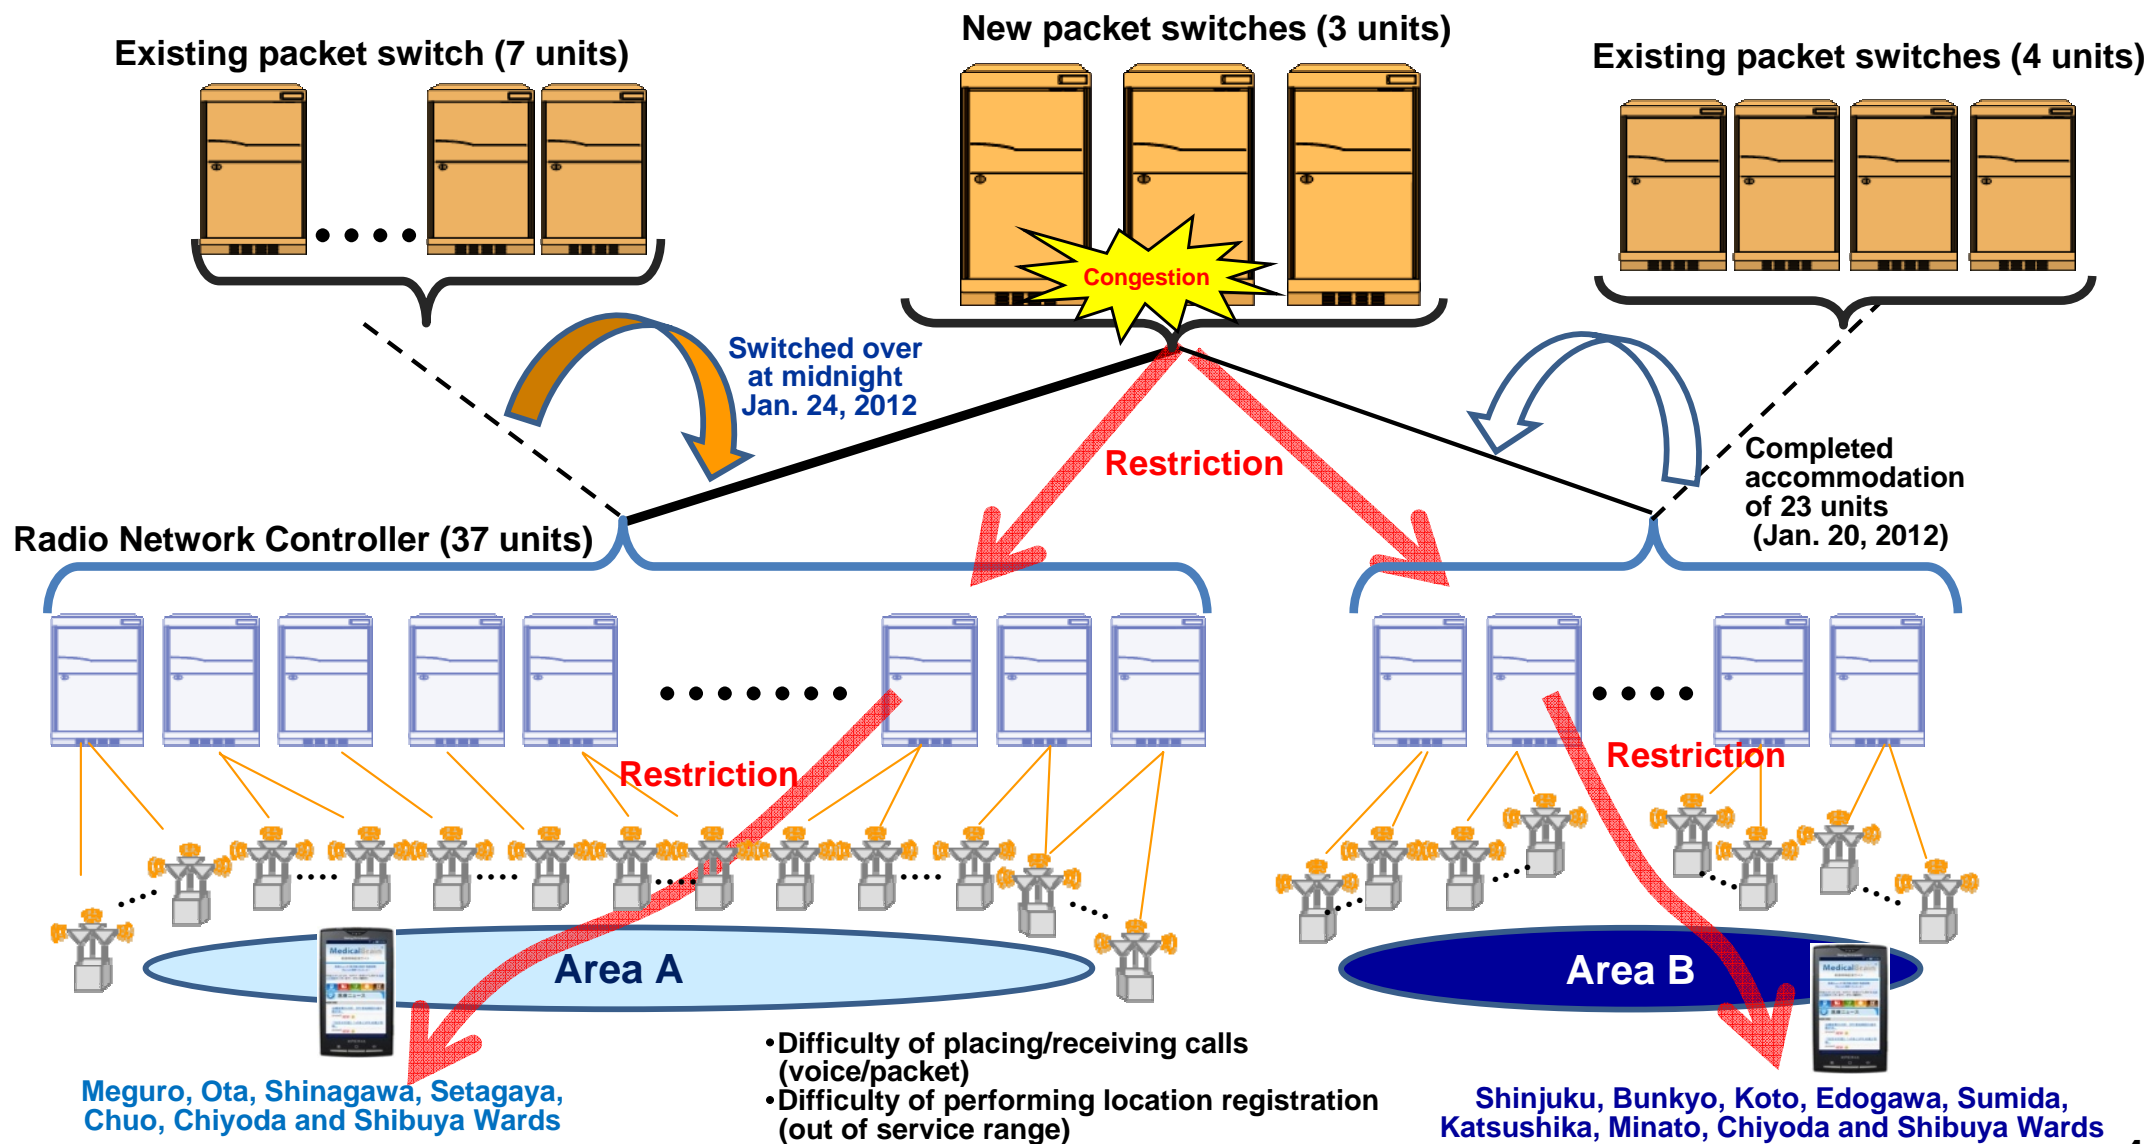 New packet switches (3 units)
Existing packet switch (7 units)
Existing packet switches (4 units)
Congestion
Switched over
at midnight
Jan. 24, 2012
Restriction
Completed
accommodation
of 23 units
(Jan. 20, 2012)
Radio Network Controller (37 units)
Restriction
Restriction
MedicalBrain
Area A
MedicalBrain
Area B
・Difficulty of placing/receiving calls
(voice/packet)
・Difficulty of performing location registration
(out of service range)
Meguro, Ota, Shinagawa, Setagaya,
Chuo, Chiyoda and Shibuya Wards
Shinjuku, Bunkyo, Koto, Edogawa, Sumida,
Katsushika, Minato, Chiyoda and Shibuya Wards